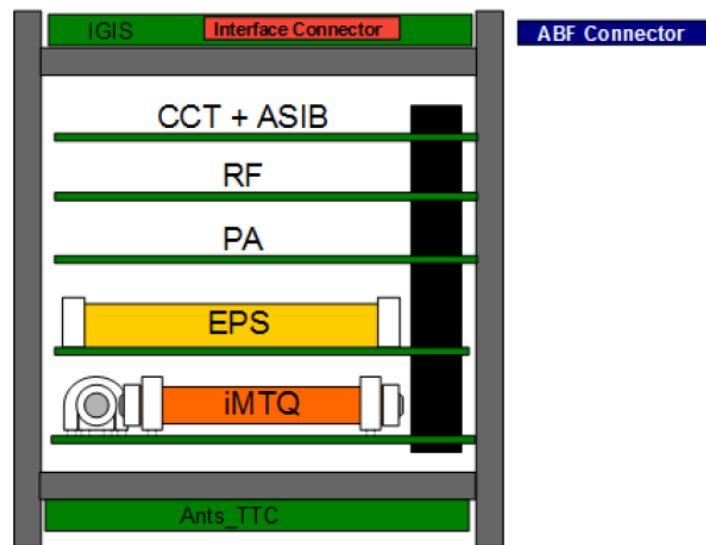 IGIS
Interface Connector
ABF Connector
CCT + ASIB
RF
PA
EPS
iMTQ
Ants_TTC